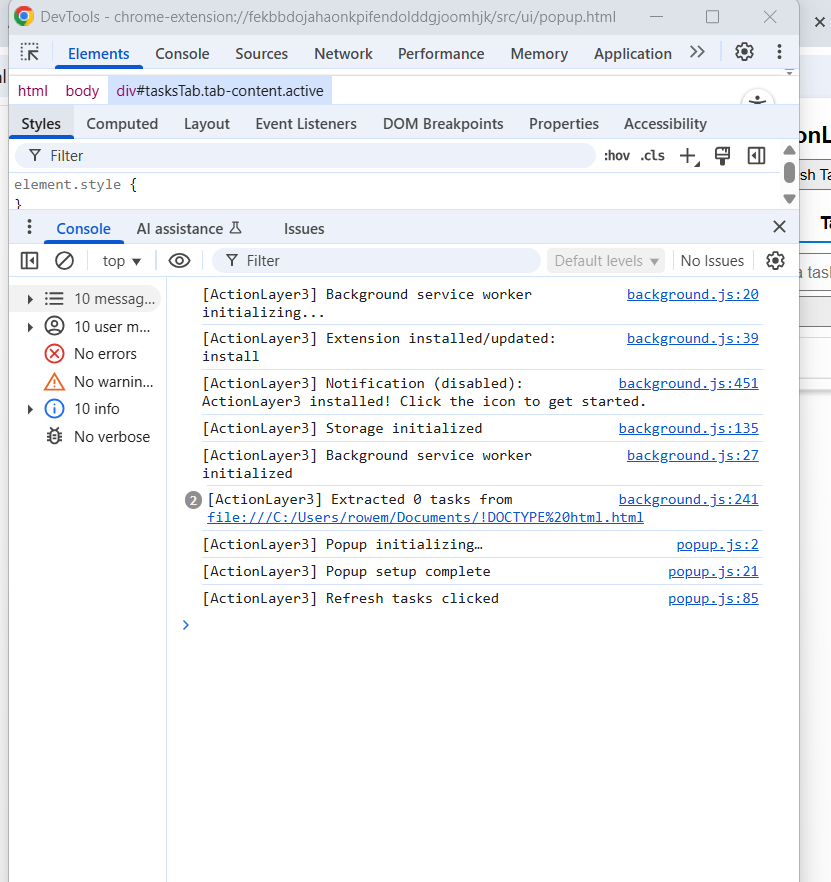 DevTools - chrome-extension://fekbbdojahaonkpifendolddgjoomhjk/src/ui/popup.html
Elements Console Sources Network Performance Memory Application
html body div#tasksTab.tab-content.active
onL
Styles Computed Layout Event Listeners DOM Breakpoints Properties Accessibility
Filter :hov .cls
sh Ta
element.style {
}
Console AI assistance Issues
Ta
top Filter Default levels No Issues
a task
10 messag...
10 user m...
No errors
No warnin...
10 info
No verbose
[ActionLayer3] Background service worker background.js:20
initializing...
[ActionLayer3] Extension installed/updated: background.js:39
install
[ActionLayer3] Notification (disabled): background.js:451
ActionLayer3 installed! Click the icon to get started.
[ActionLayer3] Storage initialized background.js:135
[ActionLayer3] Background service worker background.js:27
initialized
2 [ActionLayer3] Extracted 0 tasks from background.js:241
file:///C:/Users/rowem/Documents/!DOCTYPE%20html.html
[ActionLayer3] Popup initializing… popup.js:2
[ActionLayer3] Popup setup complete popup.js:21
[ActionLayer3] Refresh tasks clicked popup.js:85